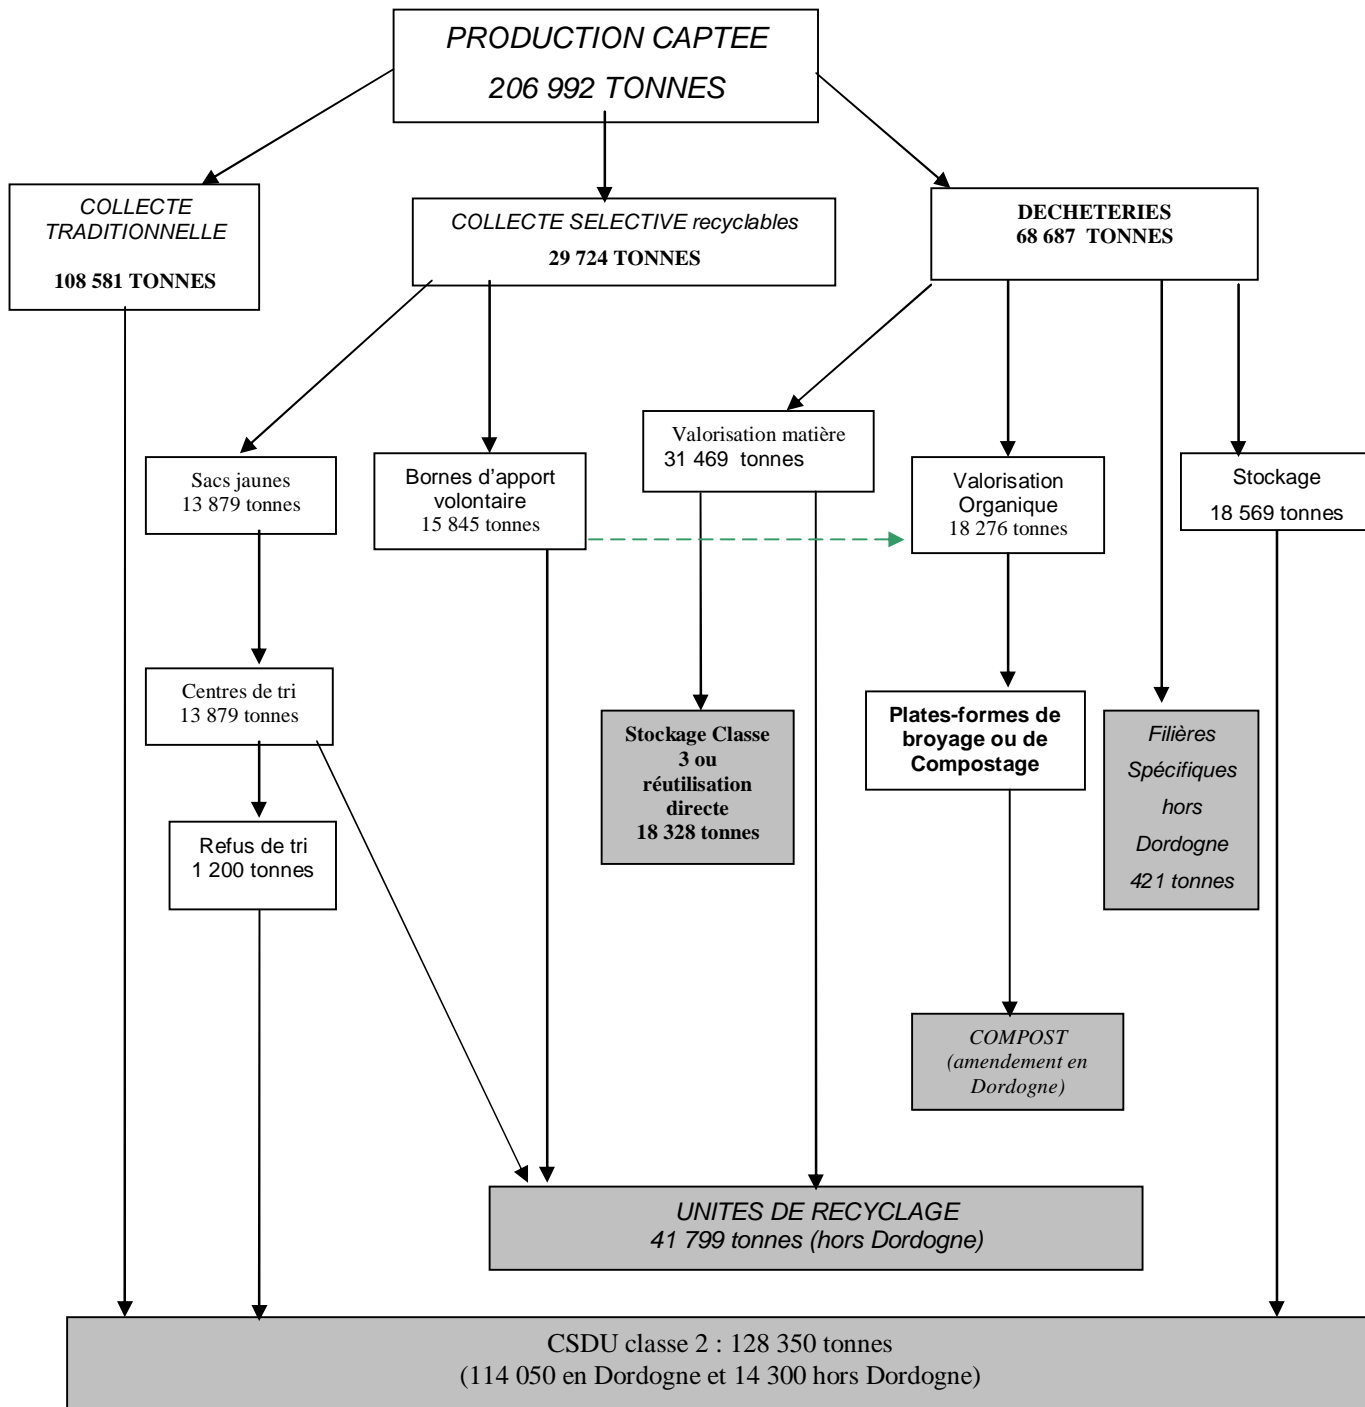 PRODUCTION CAPTEE
206 992 TONNES
COLLECTE
TRADITIONNELLE
108 581 TONNES
COLLECTE SELECTIVE recyclables
29 724 TONNES
DECHETERIES
68 687 TONNES
Sacs jaunes
13 879 tonnes
Bornes d'apport
volontaire
15 845 tonnes
Valorisation matière
31 469 tonnes
Valorisation
Organique
18 276 tonnes
Stockage
18 569 tonnes
Centres de tri
13 879 tonnes
Stockage Classe
3 ou
réutilisation
directe
18 328 tonnes
Plates-formes de
broyage ou de
Compostage
Filières
Spécifiques
hors
Dordogne
421 tonnes
Refus de tri
1 200 tonnes
COMPOST
(amendement en
Dordogne)
UNITES DE RECYCLAGE
41 799 tonnes (hors Dordogne)
CSDU classe 2 : 128 350 tonnes
(114 050 en Dordogne et 14 300 hors Dordogne)